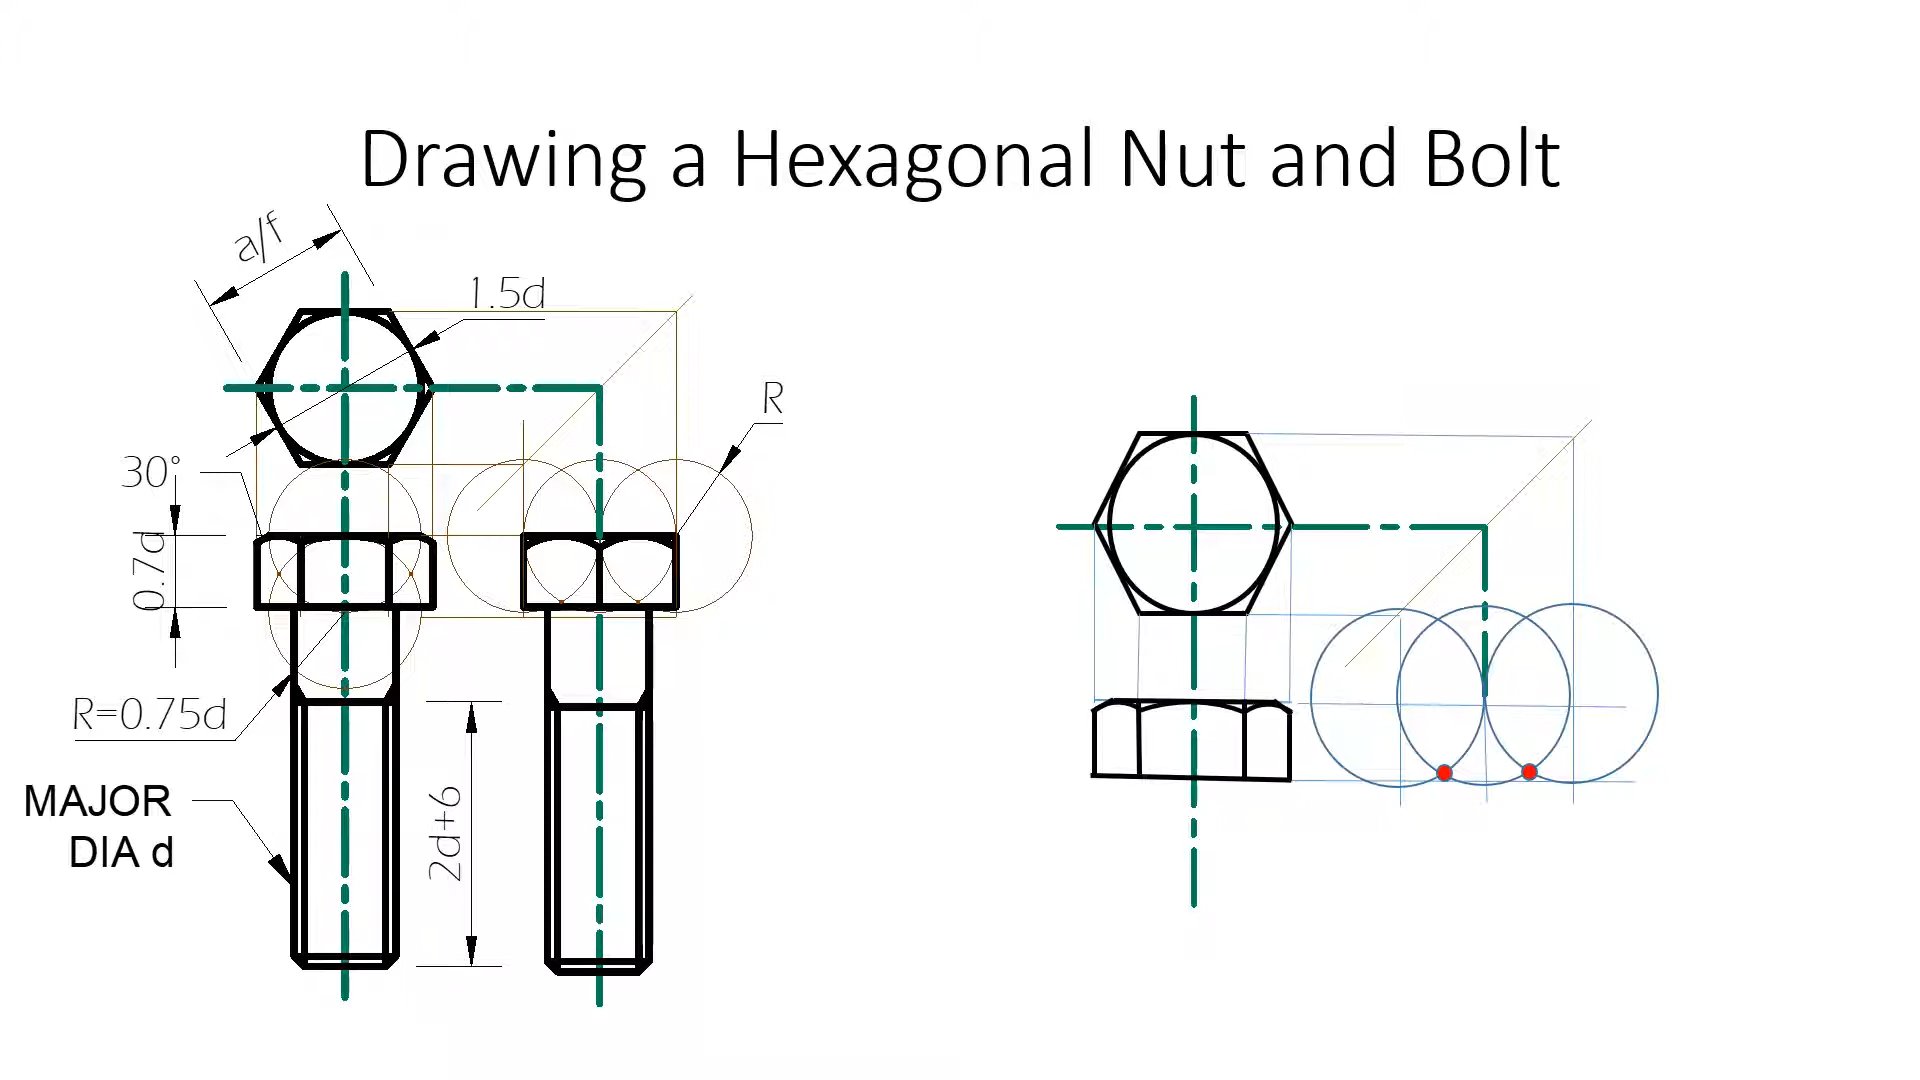 Drawing a Hexagonal Nut and Bolt
a/f
1.5d
R
30°
0.7d
R=0.75d
MAJOR
DIA d
2d+6